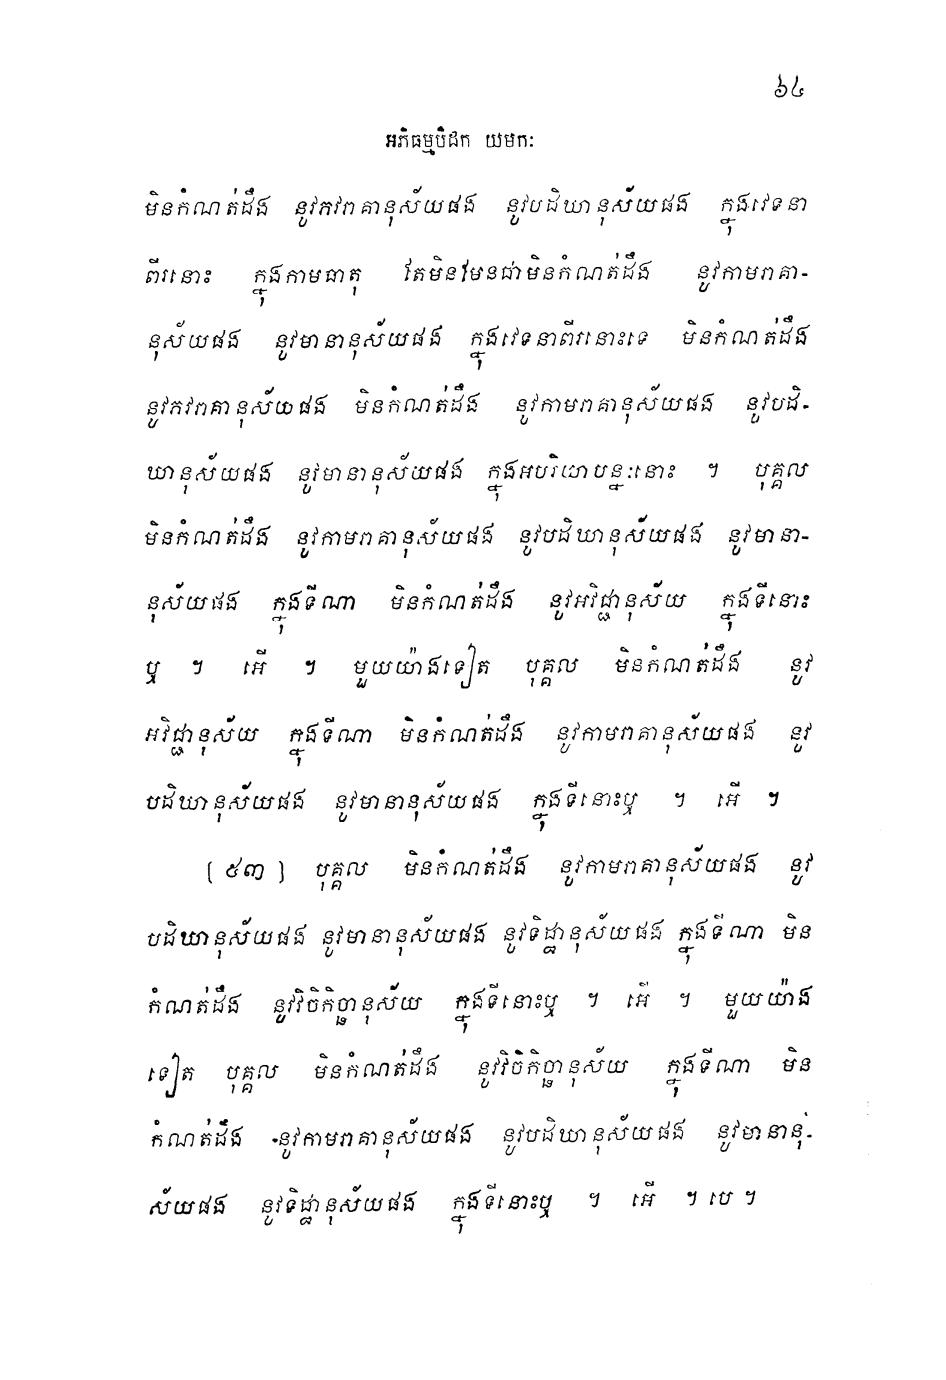 ៦៤
អភិធម្មបិដក យមកៈ
មិនកំណត់ដឹង នូវភវរាគានុស័យផង នូវបដិឃានុស័យផង ក្នុងវេទនា
ពីរនោះ ក្នុងកាមធាតុ តែមិនមែនជាមិនកំណត់ដឹង នូវកាមរាគា-
នុស័យផង នូវមានានុស័យផង ក្នុងវេទនាពីរនោះទេ មិនកំណត់ដឹង
នូវភវរាគានុស័យផង មិនកំណត់ដឹង នូវកាមរាគានុស័យផង នូវបដិ-
ឃានុស័យផង នូវមានានុស័យផង ក្នុងអបរិយាបន្នៈនោះ ។ បុគ្គល
មិនកំណត់ដឹង នូវកាមរាគានុស័យផង នូវបដិឃានុស័យផង នូវមានា-
នុស័យផង ក្នុងទីណា មិនកំណត់ដឹង នូវអវិជ្ជានុស័យ ក្នុងទីនោះ
ឬ ។ អើ ។ មួយយ៉ាងទៀត បុគ្គល មិនកំណត់ដឹង នូវ
អវិជ្ជានុស័យ ក្នុងទីណា មិនកំណត់ដឹង នូវកាមរាគានុស័យផង នូវ
បដិឃានុស័យផង នូវមានានុស័យផង ក្នុងទីនោះឬ ។ អើ ។
[ ៥៣ ] បុគ្គល មិនកំណត់ដឹង នូវកាមរាគានុស័យផង នូវ
បដិឃានុស័យផង នូវមានានុស័យផង នូវទិដ្ឋានុស័យផង ក្នុងទីណា មិន
កំណត់ដឹង នូវវិចិកិច្ឆានុស័យ ក្នុងទីនោះឬ ។ អើ ។ មួយយ៉ាង
ទៀត បុគ្គល មិនកំណត់ដឹង នូវវិចិកិច្ឆានុស័យ ក្នុងទីណា មិន
កំណត់ដឹង នូវកាមរាគានុស័យផង នូវបដិឃានុស័យផង នូវមានានុ-
ស័យផង នូវទិដ្ឋានុស័យផង ក្នុងទីនោះឬ ។ អើ ។ បេ ។